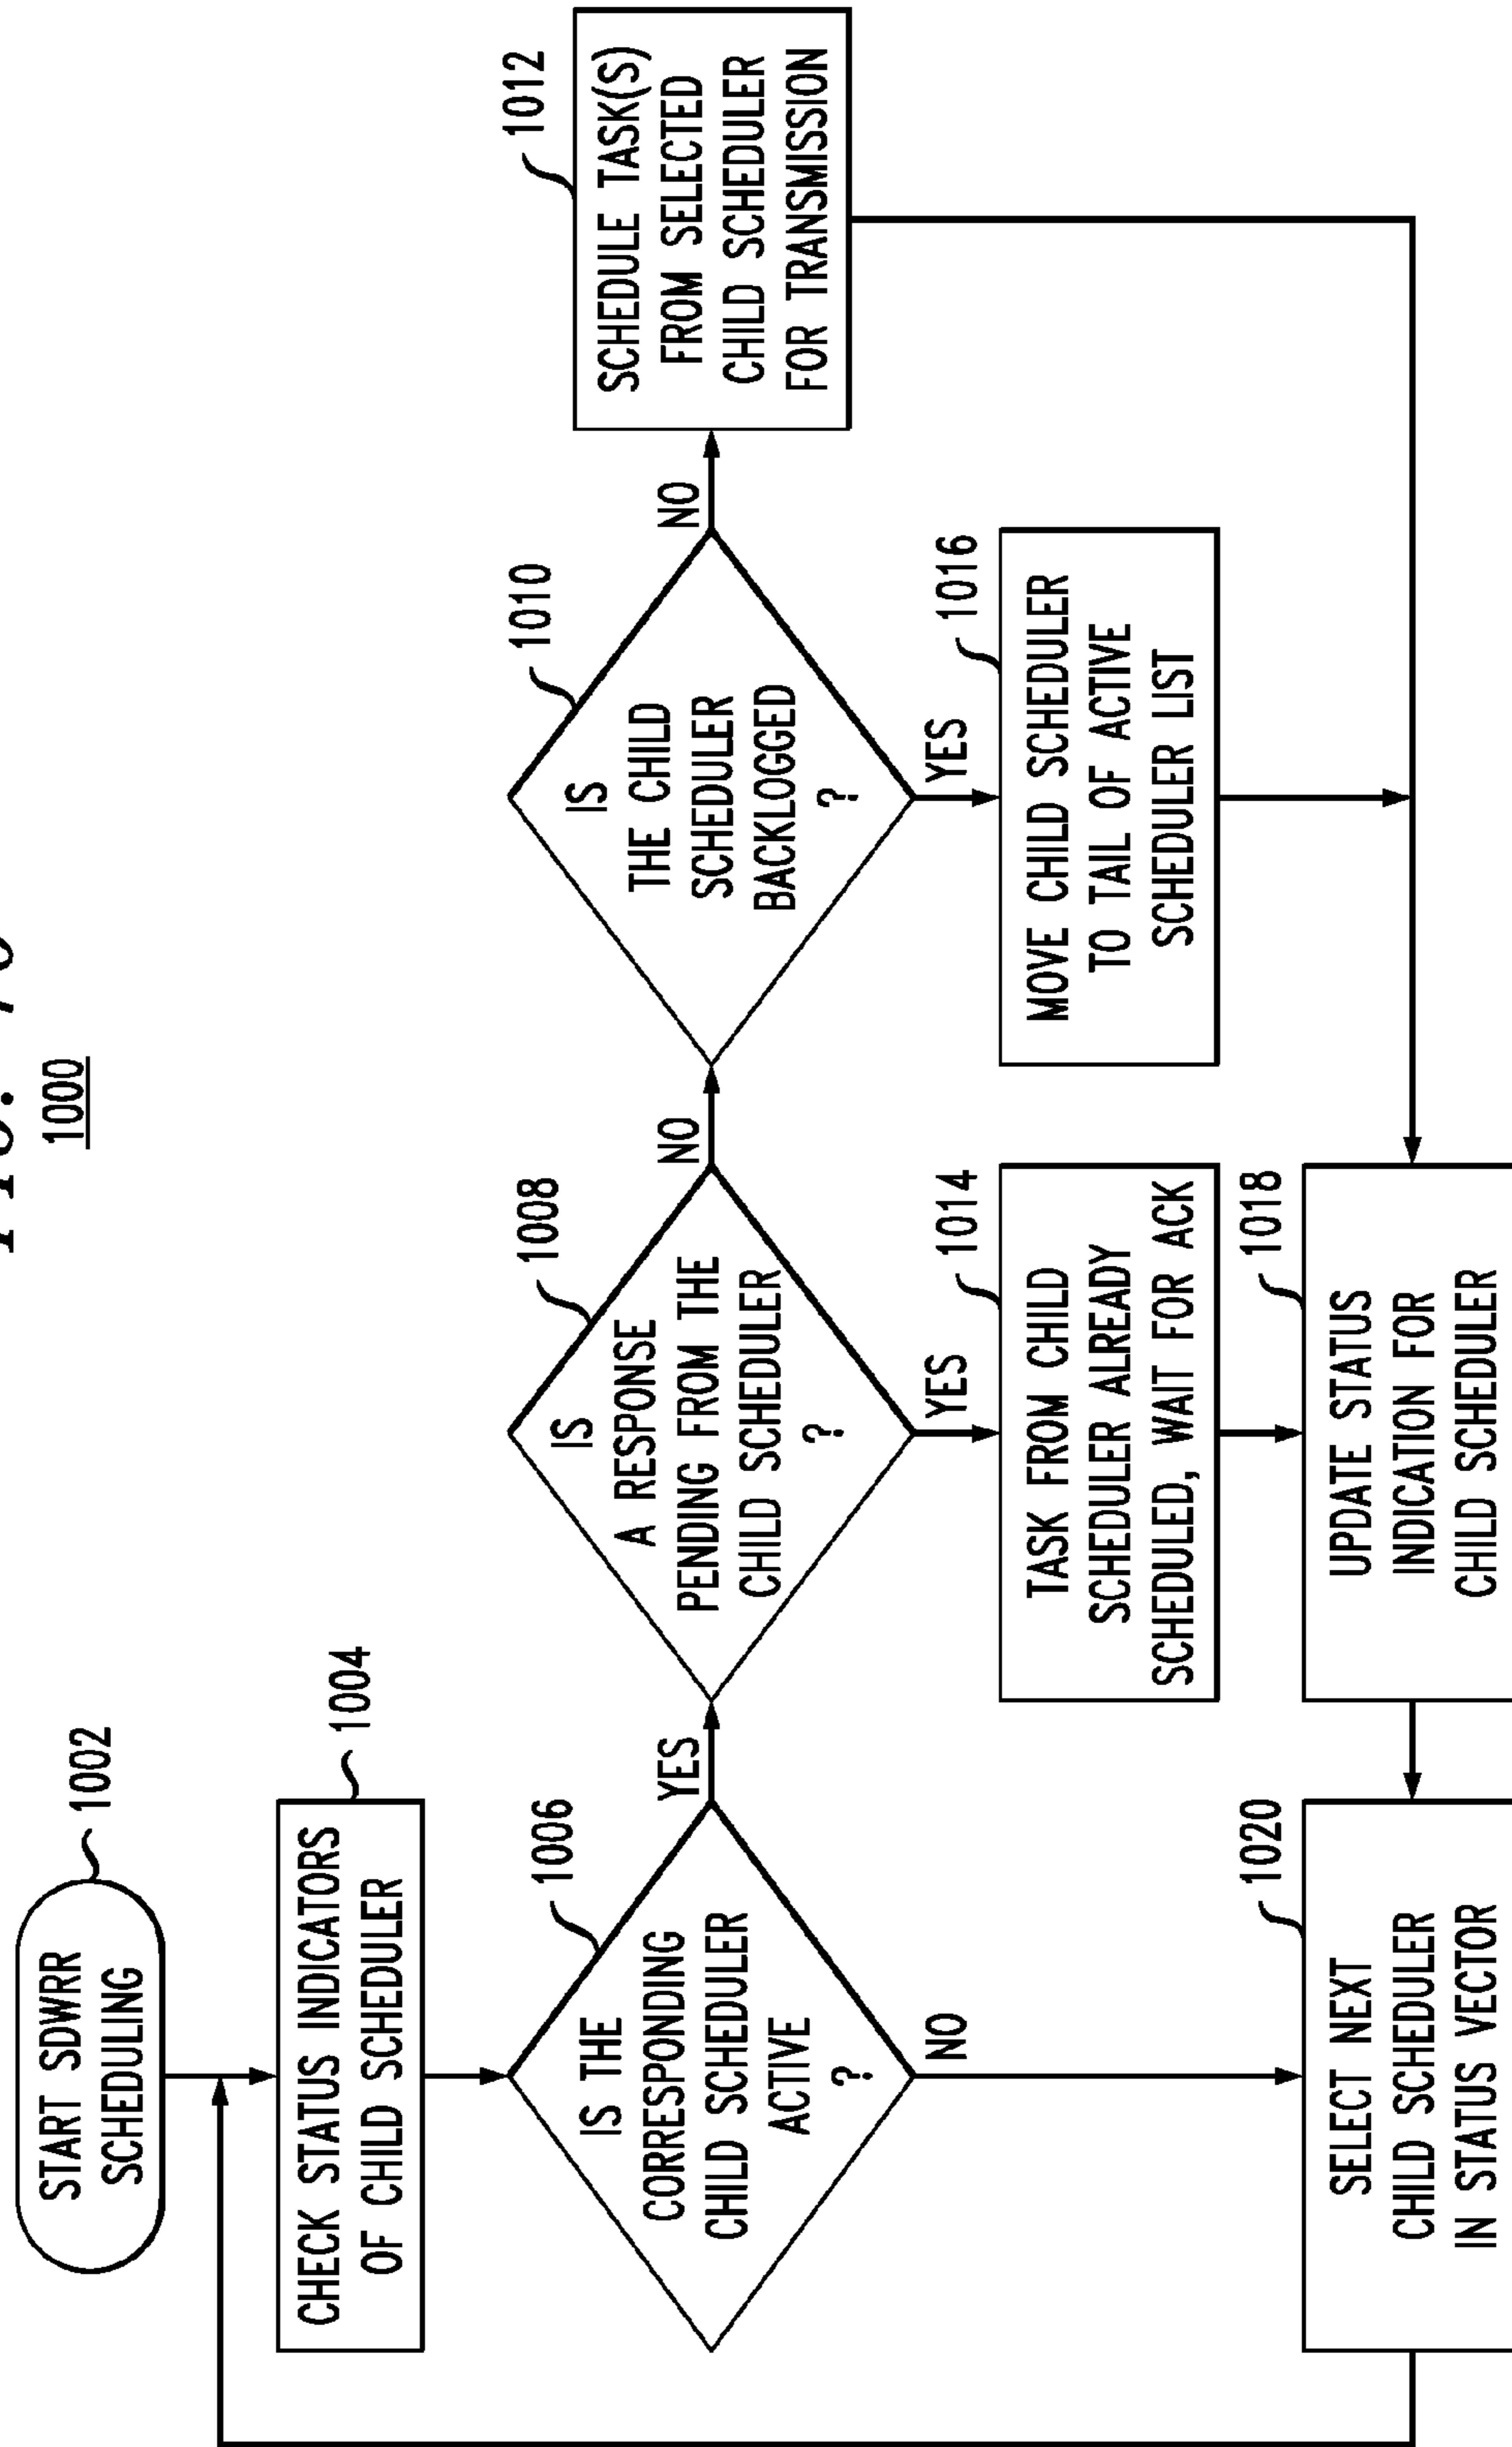 1000
START SDWRR
SCHEDULING
1002
CHECK STATUS INDICATORS
OF CHILD SCHEDULER
1004
IS THE
CORRESPONDING
CHILD SCHEDULER
ACTIVE
?
1006
YES
NO
IS
A RESPONSE
PENDING FROM THE
CHILD SCHEDULER
?
1008
NO
YES
IS
THE CHILD
SCHEDULER
BACKLOGGED
?
1010
NO
YES
SCHEDULE TASK(S)
FROM SELECTED
CHILD SCHEDULER
FOR TRANSMISSION
1012
TASK FROM CHILD
SCHEDULER ALREADY
SCHEDULED, WAIT FOR ACK
1014
MOVE CHILD SCHEDULER
TO TAIL OF ACTIVE
SCHEDULER LIST
1016
SELECT NEXT
CHILD SCHEDULER
IN STATUS VECTOR
1020
UPDATE STATUS
INDICATION FOR
CHILD SCHEDULER
1018